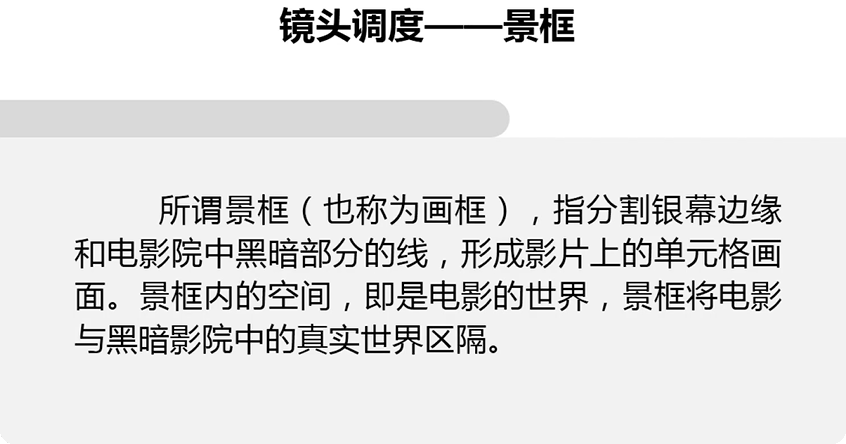 镜头调度——景框
所谓景框（也称为画框），指分割银幕边缘
和电影院中黑暗部分的线，形成影片上的单元格画
面。景框内的空间，即是电影的世界，景框将电影
与黑暗影院中的真实世界区隔。